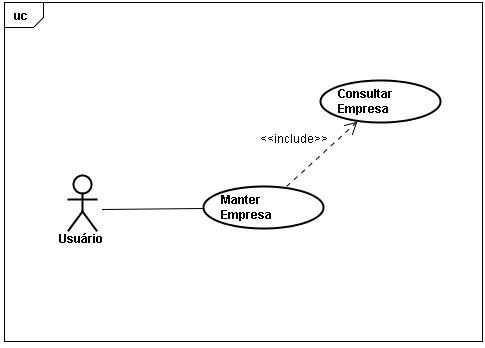 uc
Consultar
Empresa
<<include>>
Manter
Empresa
Usuário